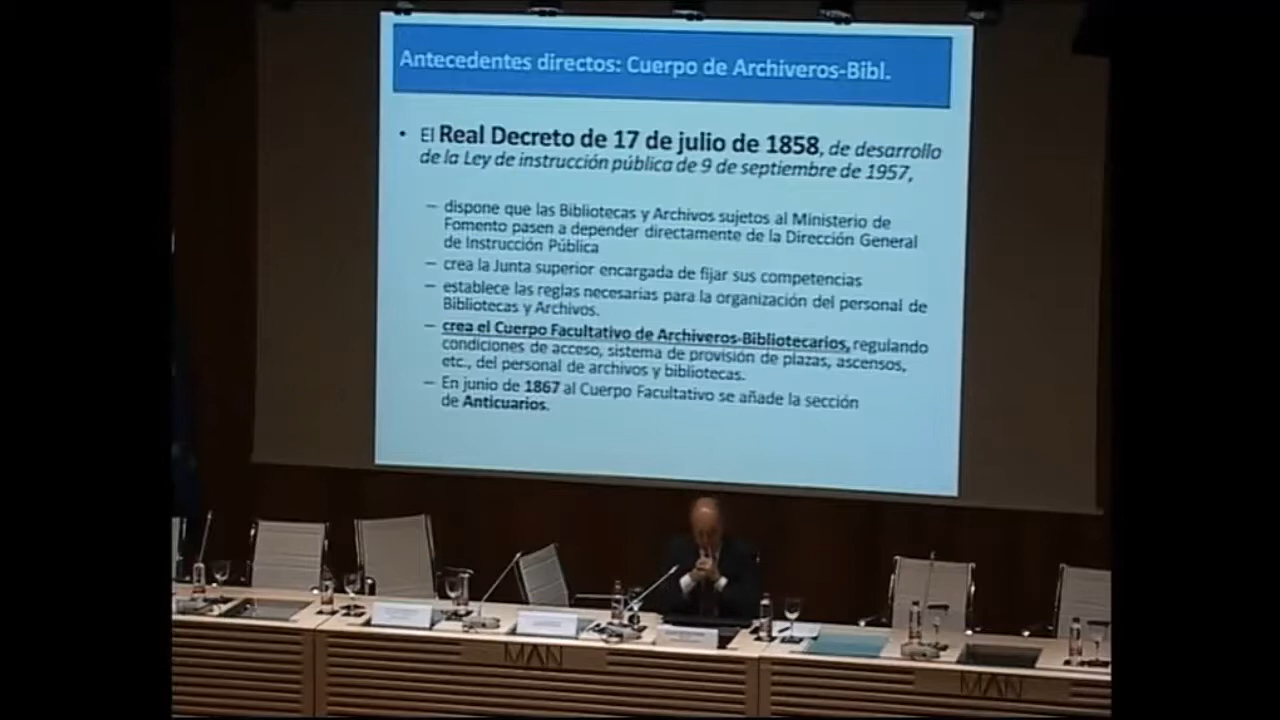 Antecedentes directos: Cuerpo de Archiveros-Bibl.
• El Real Decreto de 17 de julio de 1858, de desarrollo
de la Ley de instrucción pública de 9 de septiembre de 1957,
– dispone que las Bibliotecas y Archivos sujetos al Ministerio de
Fomento pasen a depender directamente de la Dirección General
de Instrucción Pública
– crea la Junta superior encargada de fijar sus competencias
– establece las reglas necesarias para la organización del personal de
Bibliotecas y Archivos.
– crea el Cuerpo Facultativo de Archiveros-Bibliotecarios, regulando
condiciones de acceso, sistema de provisión de plazas, ascensos,
etc., del personal de archivos y bibliotecas.
– En junio de 1867 al Cuerpo Facultativo se añade la sección
de Anticuarios.
MAN
MAN